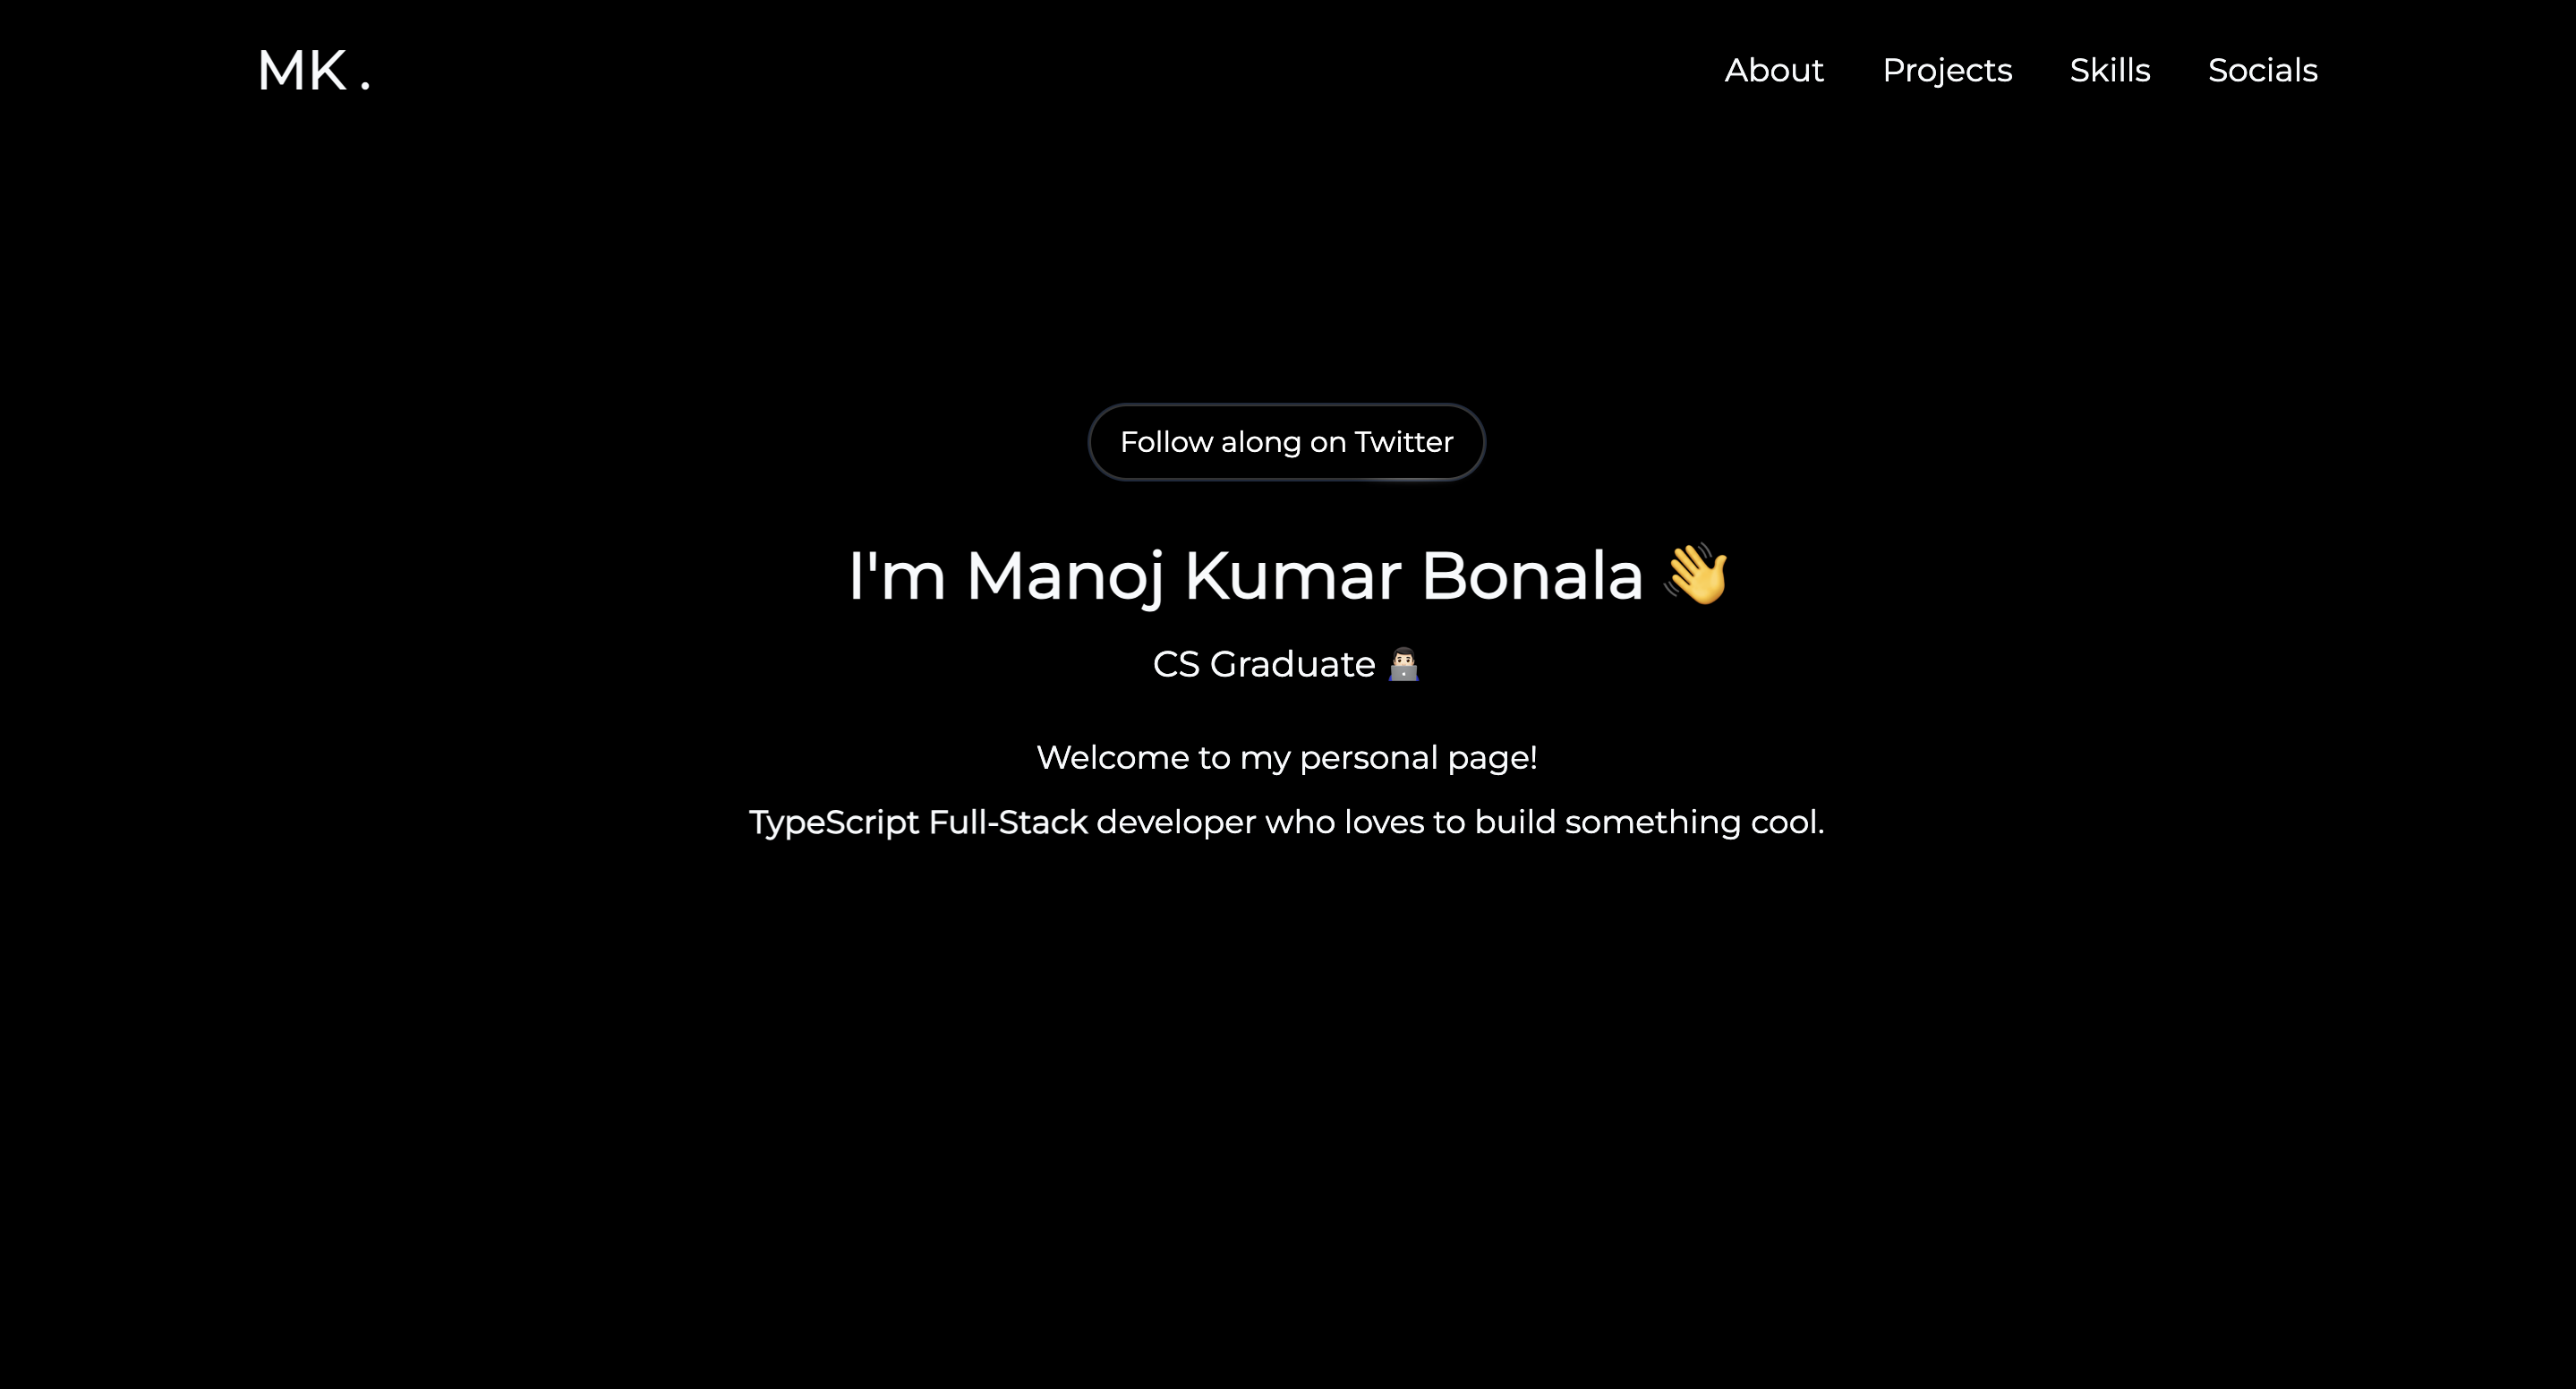 MK .
About Projects Skills Socials
Follow along on Twitter
I'm Manoj Kumar Bonala 👋
CS Graduate 👨🏻‍💻
Welcome to my personal page!
TypeScript Full-Stack developer who loves to build something cool.